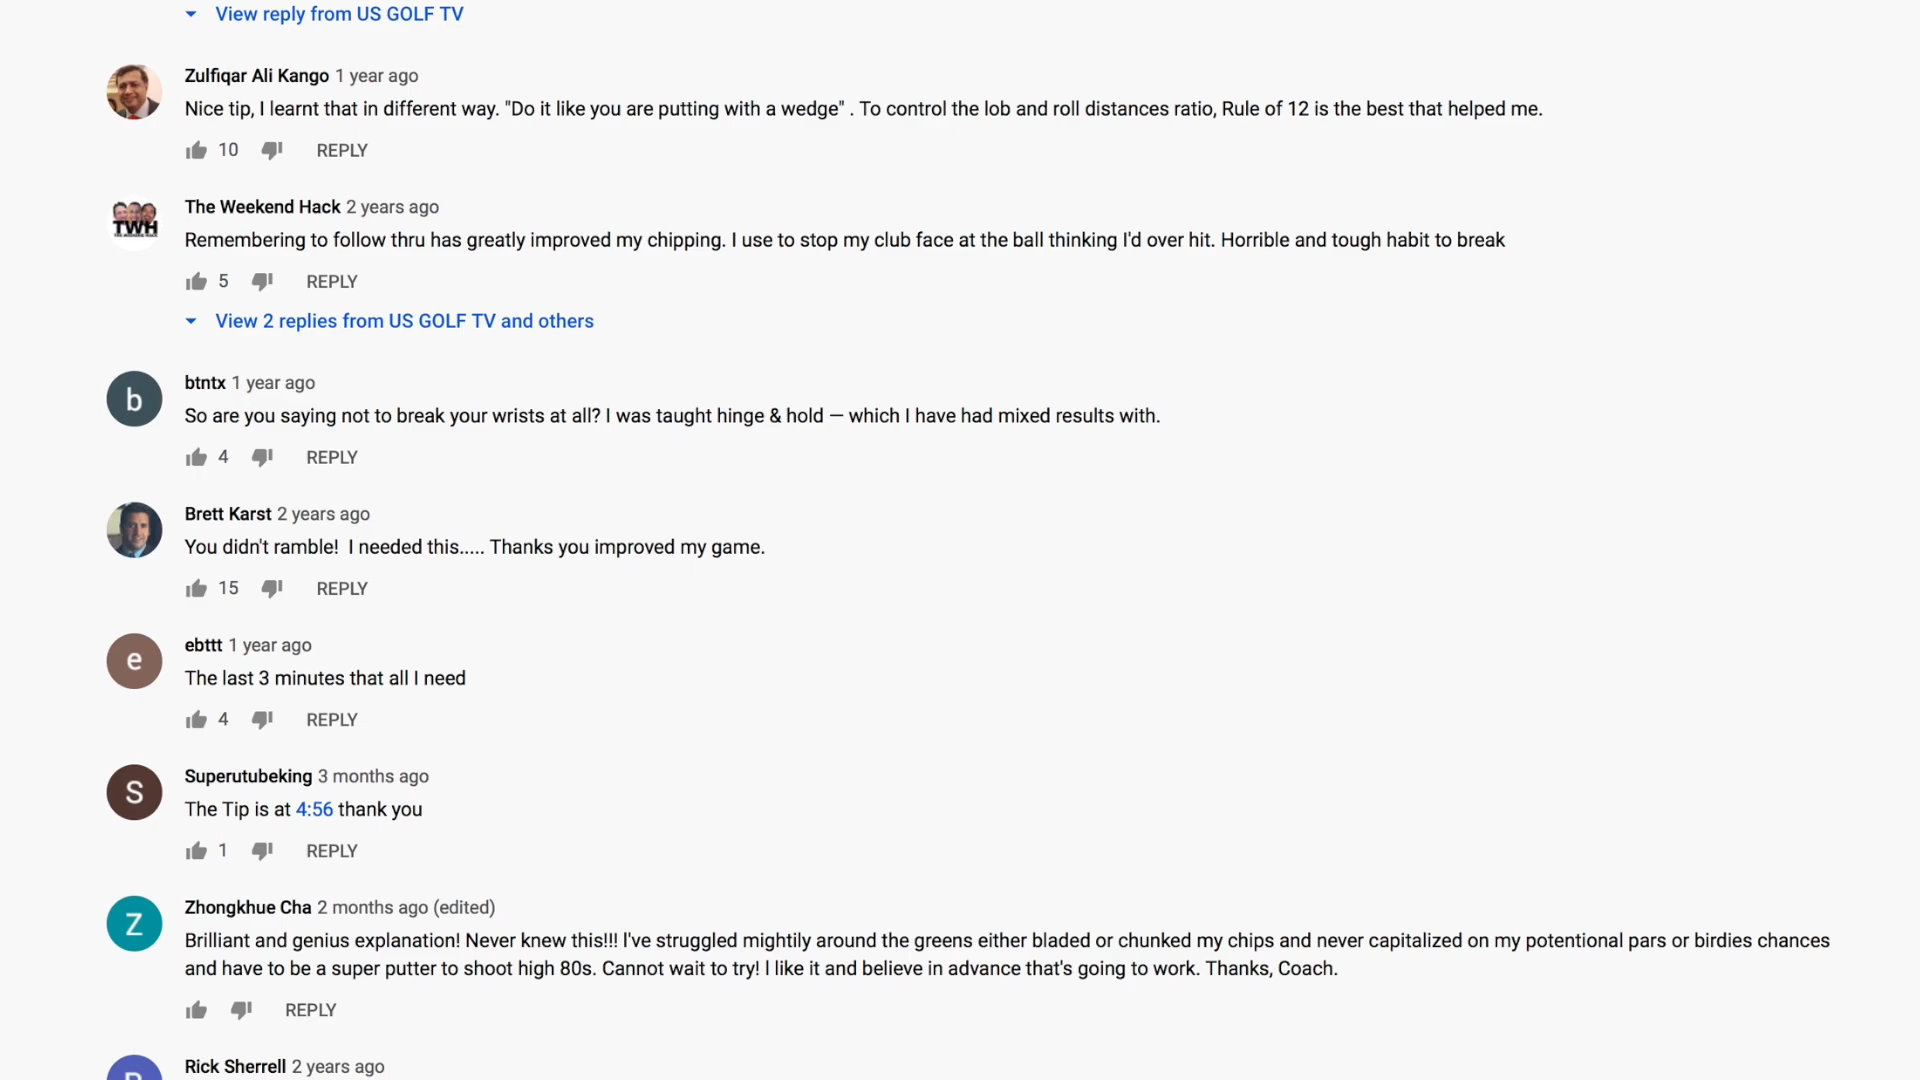 View reply from US GOLF TV
Zulfiqar Ali Kango 1 year ago
Nice tip, I learnt that in different way. "Do it like you are putting with a wedge" . To control the lob and roll distances ratio, Rule of 12 is the best that helped me.
10 REPLY
TWH
The Weekend Hack 2 years ago
Remembering to follow thru has greatly improved my chipping. I use to stop my club face at the ball thinking I'd over hit. Horrible and tough habit to break
5 REPLY
View 2 replies from US GOLF TV and others
b
btntx 1 year ago
So are you saying not to break your wrists at all? I was taught hinge & hold — which I have had mixed results with.
4 REPLY
Brett Karst 2 years ago
You didn't ramble!  I needed this..... Thanks you improved my game.
15 REPLY
e
ebttt 1 year ago
The last 3 minutes that all I need
4 REPLY
S
Superutubeking 3 months ago
The Tip is at 4:56 thank you
1 REPLY
Z
Zhongkhue Cha 2 months ago (edited)
Brilliant and genius explanation! Never knew this!!! I've struggled mightily around the greens either bladed or chunked my chips and never capitalized on my potentional pars or birdies chances
and have to be a super putter to shoot high 80s. Cannot wait to try! I like it and believe in advance that's going to work. Thanks, Coach.
REPLY
Rick Sherrell 2 years ago